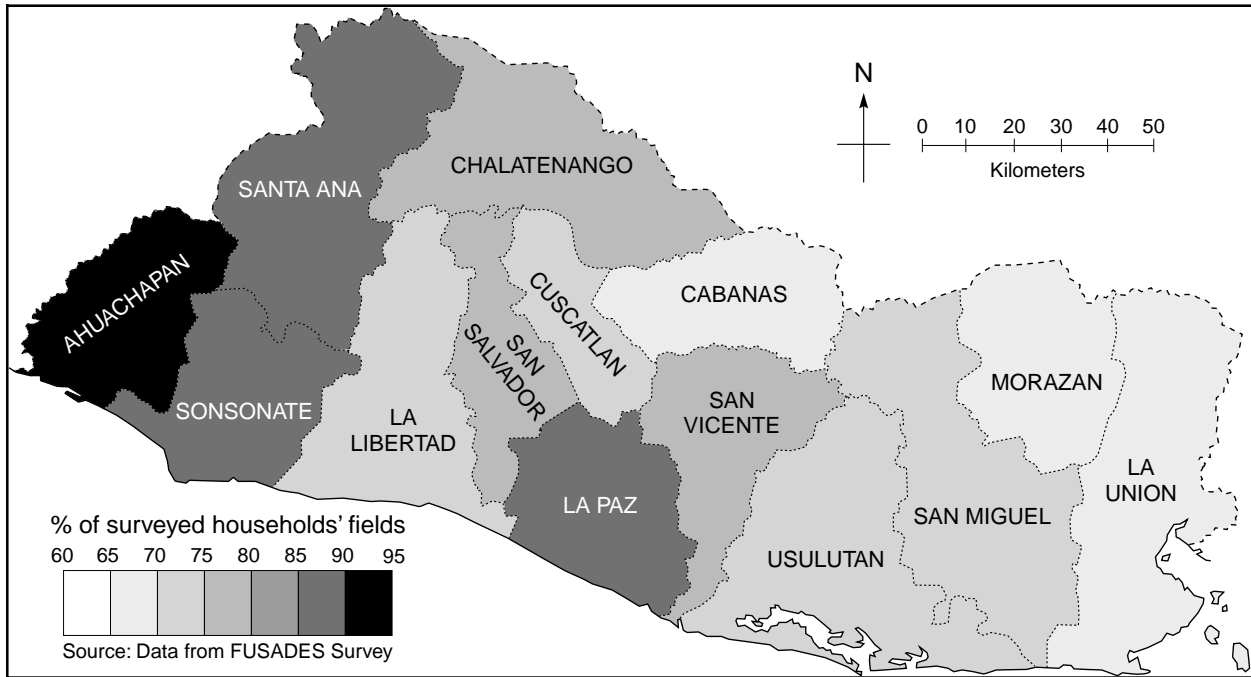 N
0 10 20 30 40 50
Kilometers
CHALATENANGO
SANTA ANA
AHUACHAPAN
CUSCATLAN
CABANAS
SAN
SALVADOR
MORAZAN
SONSONATE
SAN
VICENTE
LA
LIBERTAD
LA
UNION
LA PAZ
SAN MIGUEL
USULUTAN
% of surveyed households’ fields
60 65 70 75 80 85 90 95
Source: Data from FUSADES Survey